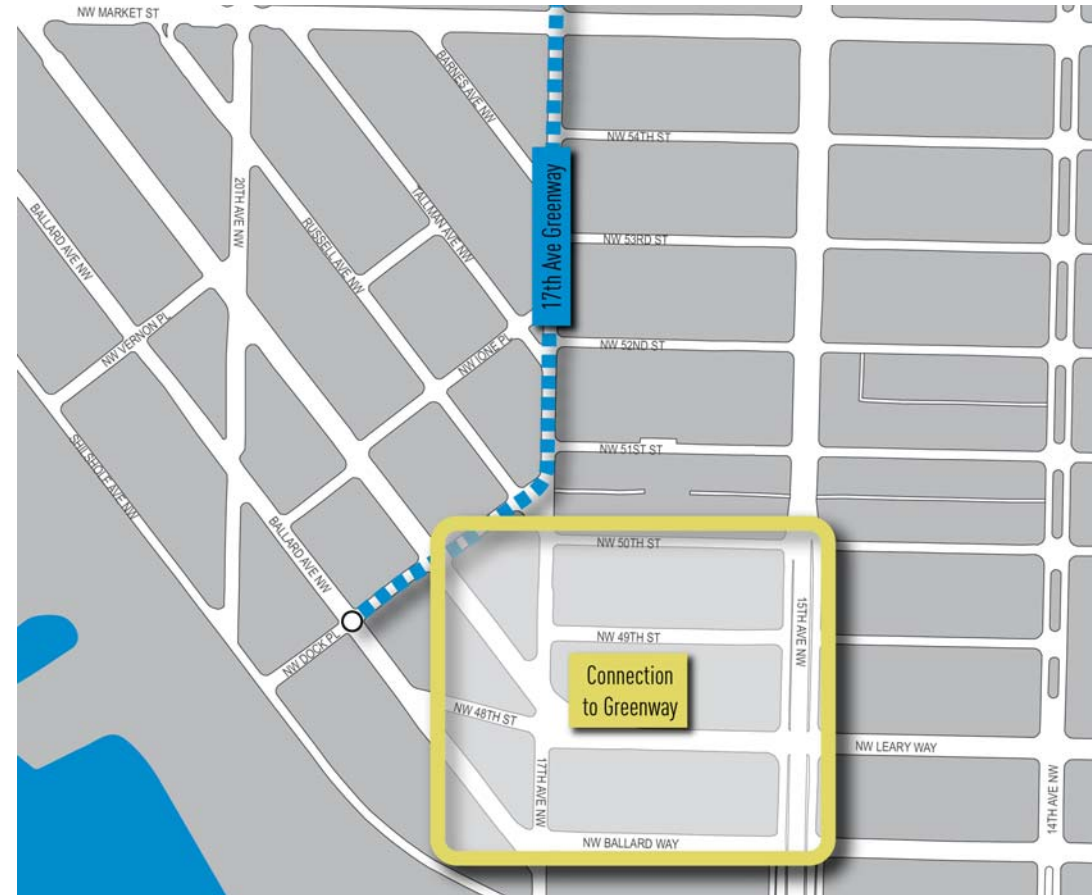 NW MARKET ST
BARNES AVE NW
NW 54TH ST
17th Ave Greenway
20TH AVE NW
TALLMAN AVE NW
BALLARD AVE NW
RUSSELL AVE NW
NW 53RD ST
NW VERNON PL
NW IONE PL
NW 52ND ST
SHILSHOLE AVE NW
NW 51ST ST
BALLARD AVE NW
NW 50TH ST
15TH AVE NW
NW DOCK PL
NW 49TH ST
Connection
to Greenway
NW 48TH ST
NW LEARY WAY
17TH AVE NW
14TH AVE NW
NW BALLARD WAY